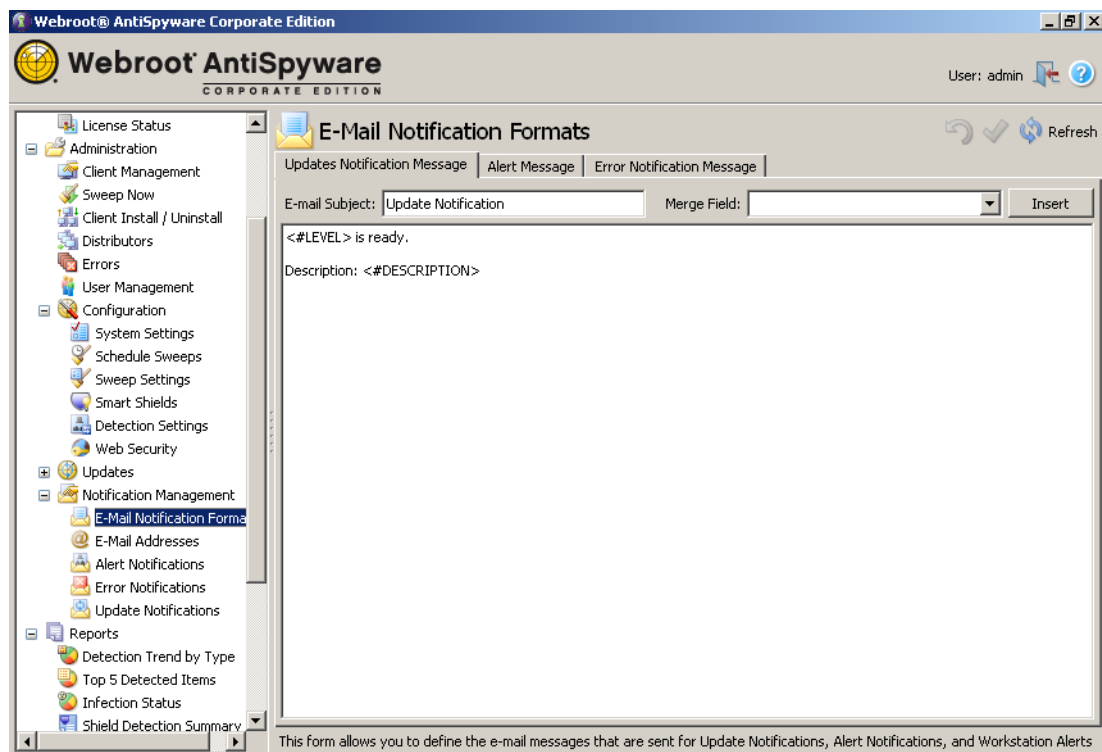 Webroot® AntiSpyware Corporate Edition
Webroot® AntiSpyware
CORPORATE EDITION
User: admin
License Status
Administration
Client Management
Sweep Now
Client Install / Uninstall
Distributors
Errors
User Management
Configuration
System Settings
Schedule Sweeps
Sweep Settings
Smart Shields
Detection Settings
Web Security
Updates
Notification Management
E-Mail Notification Forma
E-Mail Addresses
Alert Notifications
Error Notifications
Update Notifications
Reports
Detection Trend by Type
Top 5 Detected Items
Infection Status
Shield Detection Summary
E-Mail Notification Formats
Refresh
Updates Notification Message Alert Message Error Notification Message
E-mail Subject: Update Notification Merge Field: Insert
<#LEVEL> is ready.
Description: <#DESCRIPTION>
This form allows you to define the e-mail messages that are sent for Update Notifications, Alert Notifications, and Workstation Alerts